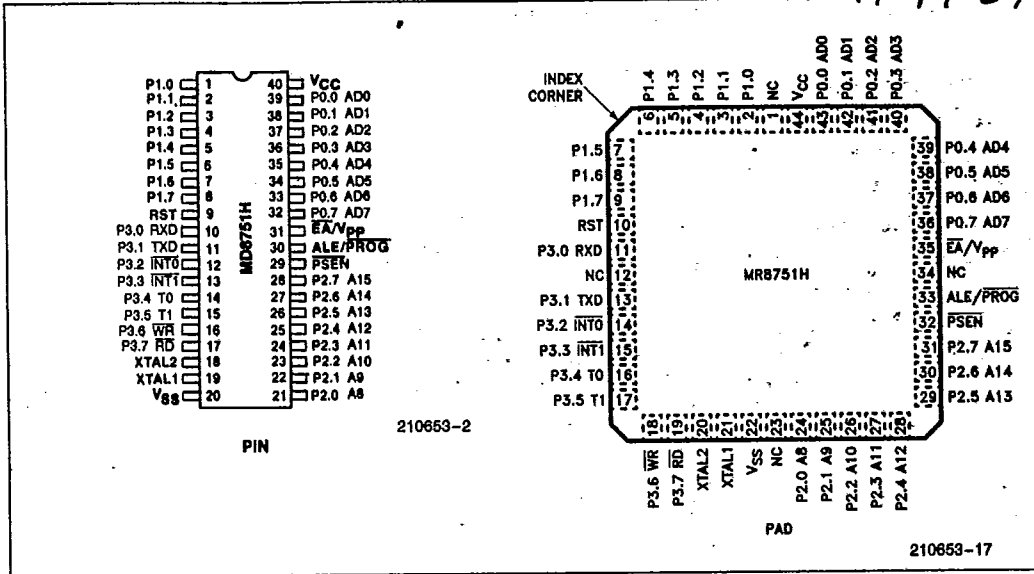 P1.0 1 40 VCC
P1.1 2 39 P0.0 AD0
P1.2 3 38 P0.1 AD1
P1.3 4 37 P0.2 AD2
P1.4 5 36 P0.3 AD3
P1.5 6 35 P0.4 AD4
P1.6 7 34 P0.5 AD5
P1.7 8 33 P0.6 AD6
RST 9 32 P0.7 AD7
P3.0 RXD 10 31 E̅A̅/VPP
P3.1 TXD 11 30 ALE/P̅R̅O̅G̅
P3.2 I̅N̅T̅0̅ 12 29 P̅S̅E̅N̅
P3.3 I̅N̅T̅1̅ 13 28 P2.7 A15
P3.4 T0 14 27 P2.6 A14
P3.5 T1 15 26 P2.5 A13
P3.6 W̅R̅ 16 25 P2.4 A12
P3.7 R̅D̅ 17 24 P2.3 A11
XTAL2 18 23 P2.2 A10
XTAL1 19 22 P2.1 A9
VSS 20 21 P2.0 A8
MD8751H
210653-2
PIN
INDEX
CORNER
P1.4 P1.3 P1.2 P1.1 P1.0 NC VCC P0.0 AD0 P0.1 AD1 P0.2 AD2 P0.3 AD3
6 5 4 3 2 1 44 43 42 41 40
P1.5 7 39 P0.4 AD4
P1.6 8 38 P0.5 AD5
P1.7 9 37 P0.6 AD6
RST 10 36 P0.7 AD7
P3.0 RXD 11 35 E̅A̅/VPP
NC 12 MR8751H 34 NC
P3.1 TXD 13 33 ALE/P̅R̅O̅G̅
P3.2 I̅N̅T̅0̅ 14 32 P̅S̅E̅N̅
P3.3 I̅N̅T̅1̅ 15 31 P2.7 A15
P3.4 T0 16 30 P2.6 A14
P3.5 T1 17 29 P2.5 A13
18 19 20 21 22 23 24 25 26 27 28
P3.6 W̅R̅ P3.7 R̅D̅ XTAL2 XTAL1 VSS NC P2.0 A8 P2.1 A9 P2.2 A10 P2.3 A11 P2.4 A12
PAD
210653-17